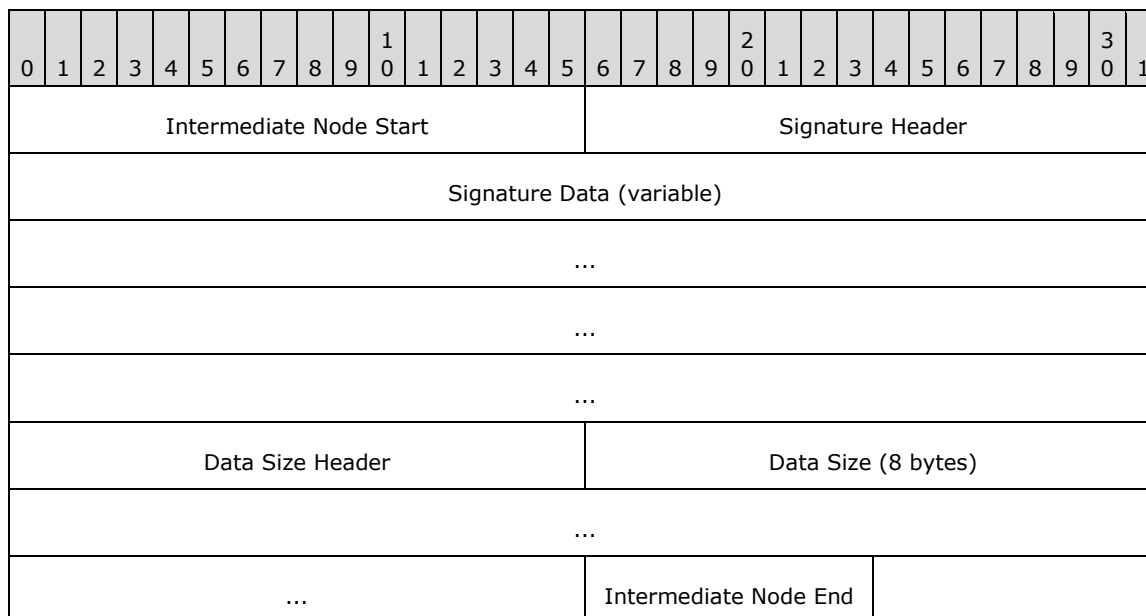 0 1 2 3 4 5 6 7 8 9 1 0 1 2 3 4 5 6 7 8 9 2 0 1 2 3 4 5 6 7 8 9 3 0 1
Intermediate Node Start Signature Header
Signature Data (variable)
...
...
...
Data Size Header Data Size (8 bytes)
...
... Intermediate Node End